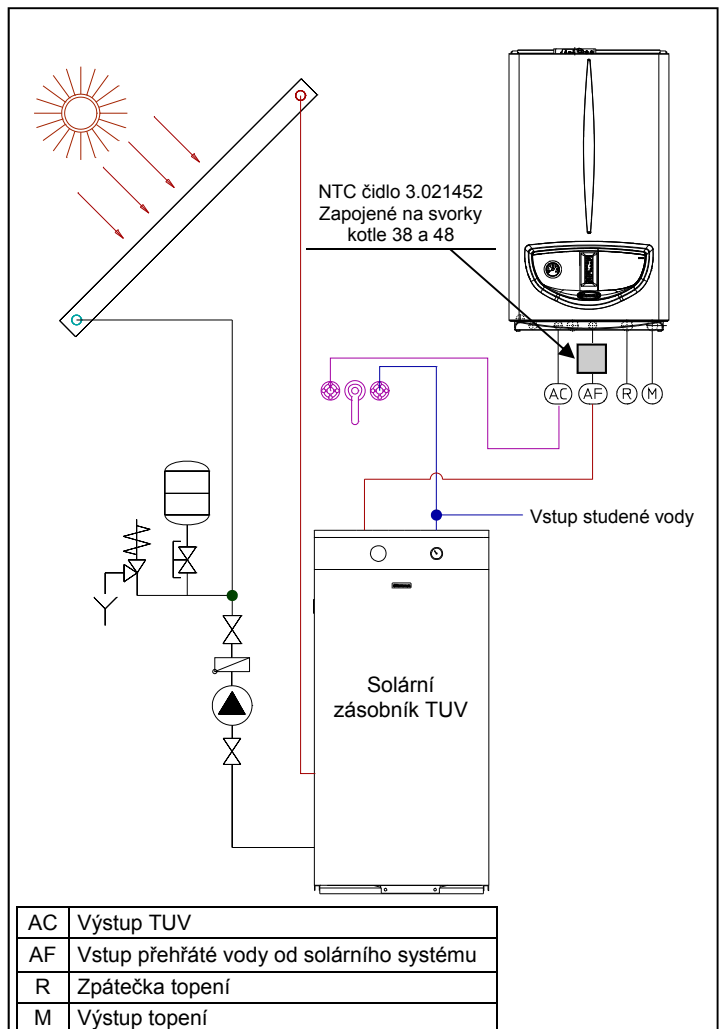 NTC čidlo 3.021452
Zapojené na svorky
kotle 38 a 48
AC AF R M
Vstup studené vody
Solární
zásobník TUV
AC Výstup TUV
AF Vstup přehřáté vody od solárního systému
R Zpátečka topení
M Výstup topení